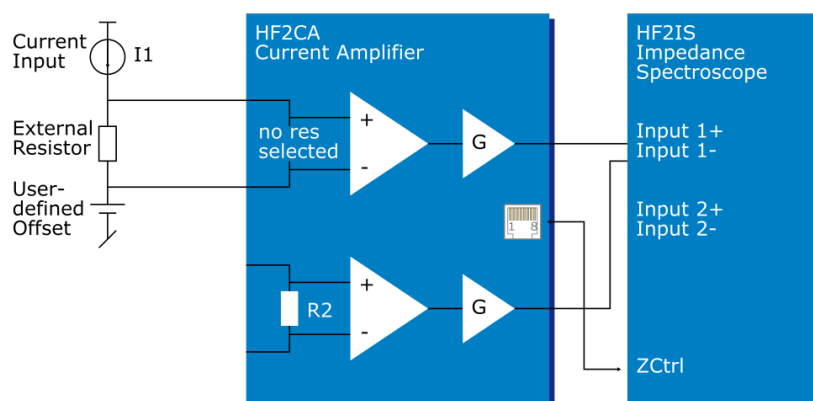 Current
Input
I1
External
Resistor
User-
defined
Offset
HF2CA
Current Amplifier
no res
selected
+
-
G
1 8
R2
+
-
G
HF2IS
Impedance
Spectroscope
Input 1+
Input 1-
Input 2+
Input 2-
ZCtrl